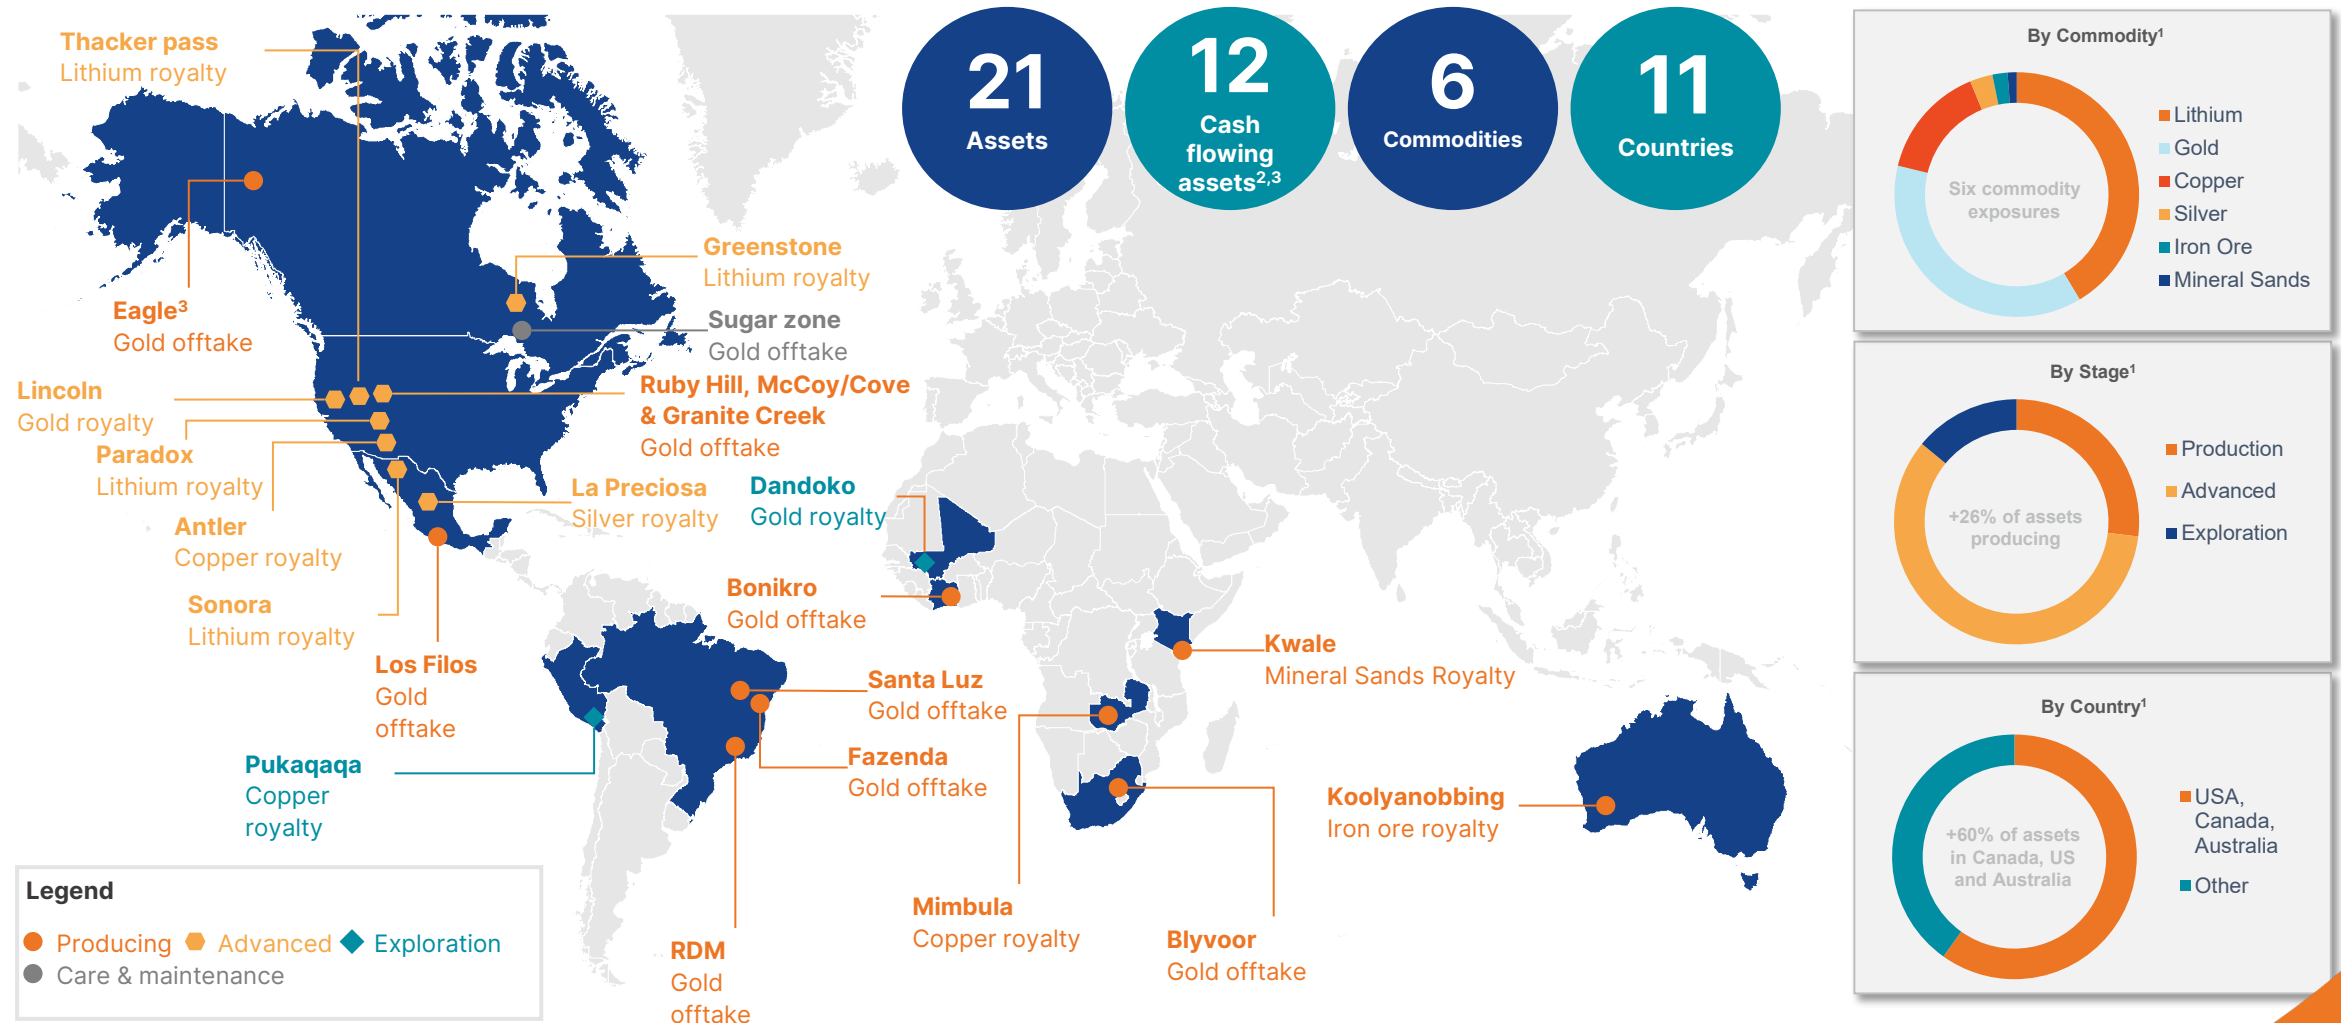 Thacker pass
Lithium royalty
21
Assets
12
Cash
flowing
assets2,3
6
Commodities
11
Countries
Greenstone
Lithium royalty
Eagle3
Gold offtake
Sugar zone
Gold offtake
Lincoln
Gold royalty
Ruby Hill, McCoy/Cove
& Granite Creek
Gold offtake
Paradox
Lithium royalty
La Preciosa
Silver royalty
Dandoko
Gold royalty
Antler
Copper royalty
Bonikro
Gold offtake
Sonora
Lithium royalty
Kwale
Mineral Sands Royalty
Los Filos
Gold
offtake
Santa Luz
Gold offtake
Pukaqaqa
Copper
royalty
Fazenda
Gold offtake
Koolyanobbing
Iron ore royalty
Mimbula
Copper royalty
Blyvoor
Gold offtake
RDM
Gold
offtake
Legend
Producing
Advanced
Exploration
Care & maintenance
By Commodity1
Six commodity
exposures
Lithium
Gold
Copper
Silver
Iron Ore
Mineral Sands
By Stage1
+26% of assets
producing
Production
Advanced
Exploration
By Country1
+60% of assets
in Canada, US
and Australia
USA,
Canada,
Australia
Other